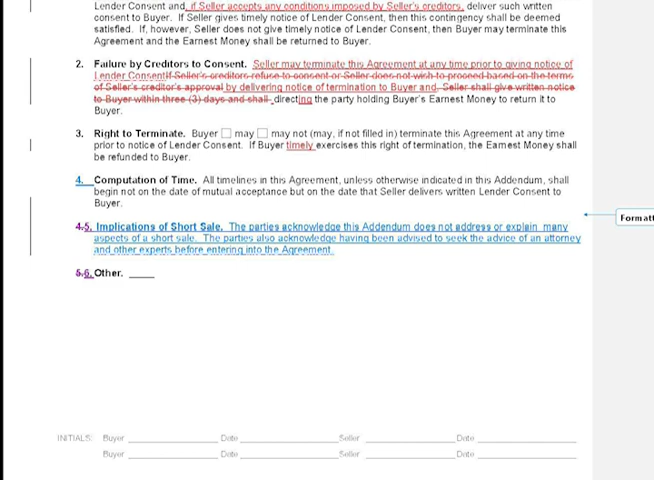 Lender Consent and, if Seller accepts any conditions imposed by Seller's creditors, deliver such written
consent to Buyer. If Seller gives timely notice of Lender Consent, then this contingency shall be deemed
satisfied. If, however, Seller does not give timely notice of Lender Consent, then Buyer may terminate this
Agreement and the Earnest Money shall be returned to Buyer.
2. Failure by Creditors to Consent. Seller may terminate this Agreement at any time prior to giving notice of
Lender ConsentIf Seller's creditors refuse to consent or Seller does not wish to proceed based on the terms
of Seller's creditor's approval by delivering notice of termination to Buyer and, Seller shall give written notice
to Buyer within three (3) days and shall directing the party holding Buyer's Earnest Money to return it to
Buyer.
3. Right to Terminate. Buyer ☐ may ☐ may not (may, if not filled in) terminate this Agreement at any time
prior to notice of Lender Consent. If Buyer timely exercises this right of termination, the Earnest Money shall
be refunded to Buyer.
4. Computation of Time. All timelines in this Agreement, unless otherwise indicated in this Addendum, shall
begin not on the date of mutual acceptance but on the date that Seller delivers written Lender Consent to
Buyer.
Formatt
4.5. Implications of Short Sale. The parties acknowledge this Addendum does not address or explain many
aspects of a short sale. The parties also acknowledge having been advised to seek the advice of an attorney
and other experts before entering into the Agreement.
5.6. Other. _____
INITIALS: Buyer ____________ Date ____________ Seller ____________ Date ____________
Buyer ____________ Date ____________ Seller ____________ Date ____________